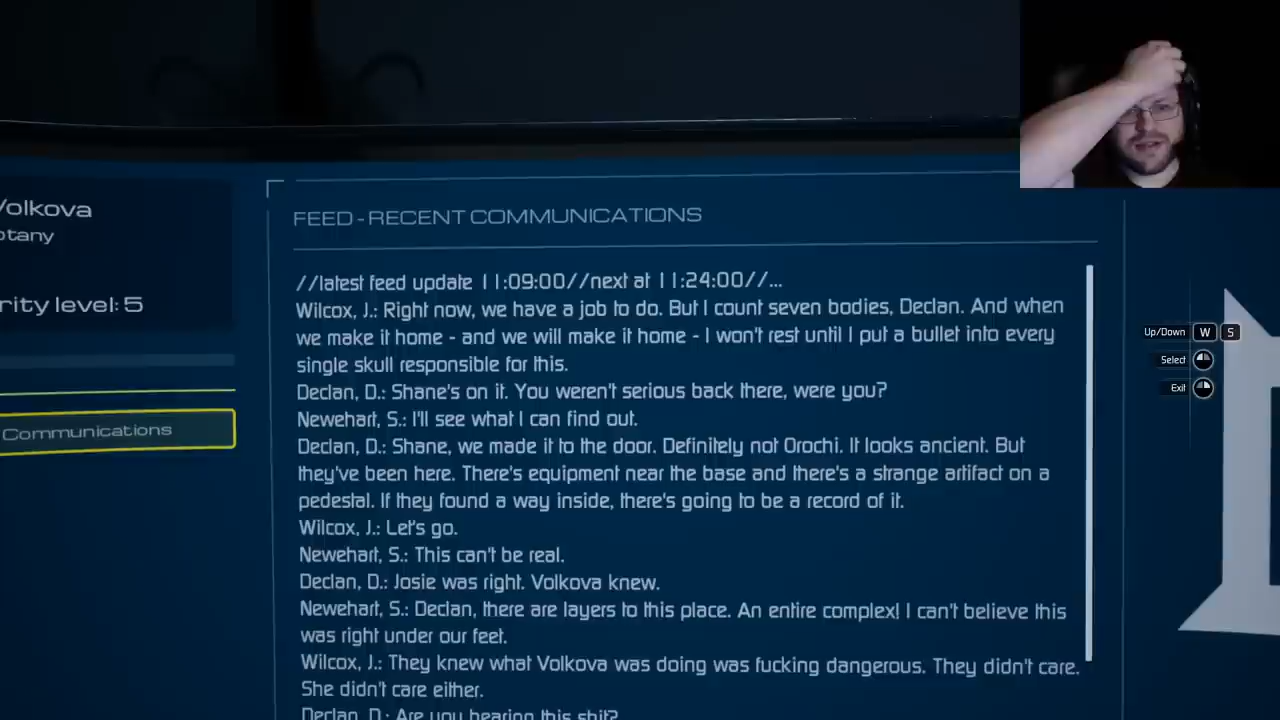 Volkova
otany
rity level: 5
Communications
FEED - RECENT COMMUNICATIONS
//latest feed update 11:09:00//next at 11:24:00//...
Wilcox, J.: Right now, we have a job to do. But I count seven bodies, Declan. And when
we make it home - and we will make it home - I won't rest until I put a bullet into every
single skull responsible for this.
Declan, D.: Shane's on it. You weren't serious back there, were you?
Newehart, S.: I'll see what I can find out.
Declan, D.: Shane, we made it to the door. Definitely not Orochi. It looks ancient. But
they've been here. There's equipment near the base and there's a strange artifact on a
pedestal. If they found a way inside, there's going to be a record of it.
Wilcox, J.: Let's go.
Newehart, S.: This can't be real.
Declan, D.: Josie was right. Volkova knew.
Newehart, S.: Declan, there are layers to this place. An entire complex! I can't believe this
was right under our feet.
Wilcox, J.: They knew what Volkova was doing was fucking dangerous. They didn't care.
She didn't care either.
Declan, D.: Are you hearing this shit?
Up/Down W S
Select
Exit